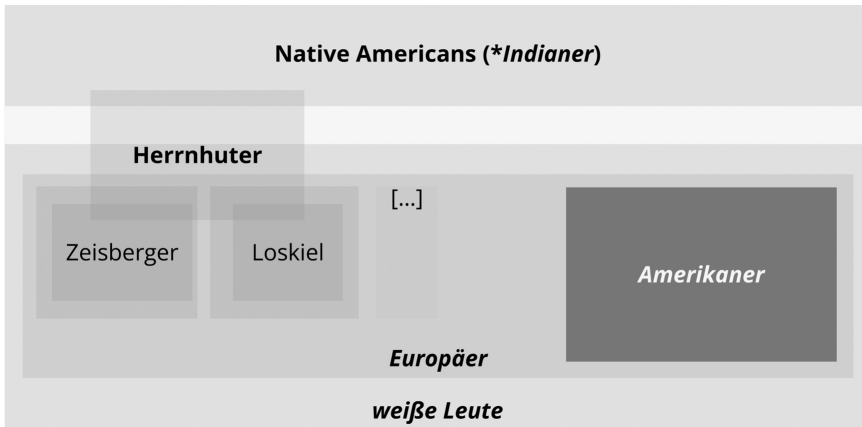 Native Americans (*Indianer)
Herrnhuter
[...]
Zeisberger
Loskiel
Amerikaner
Europäer
weiße Leute